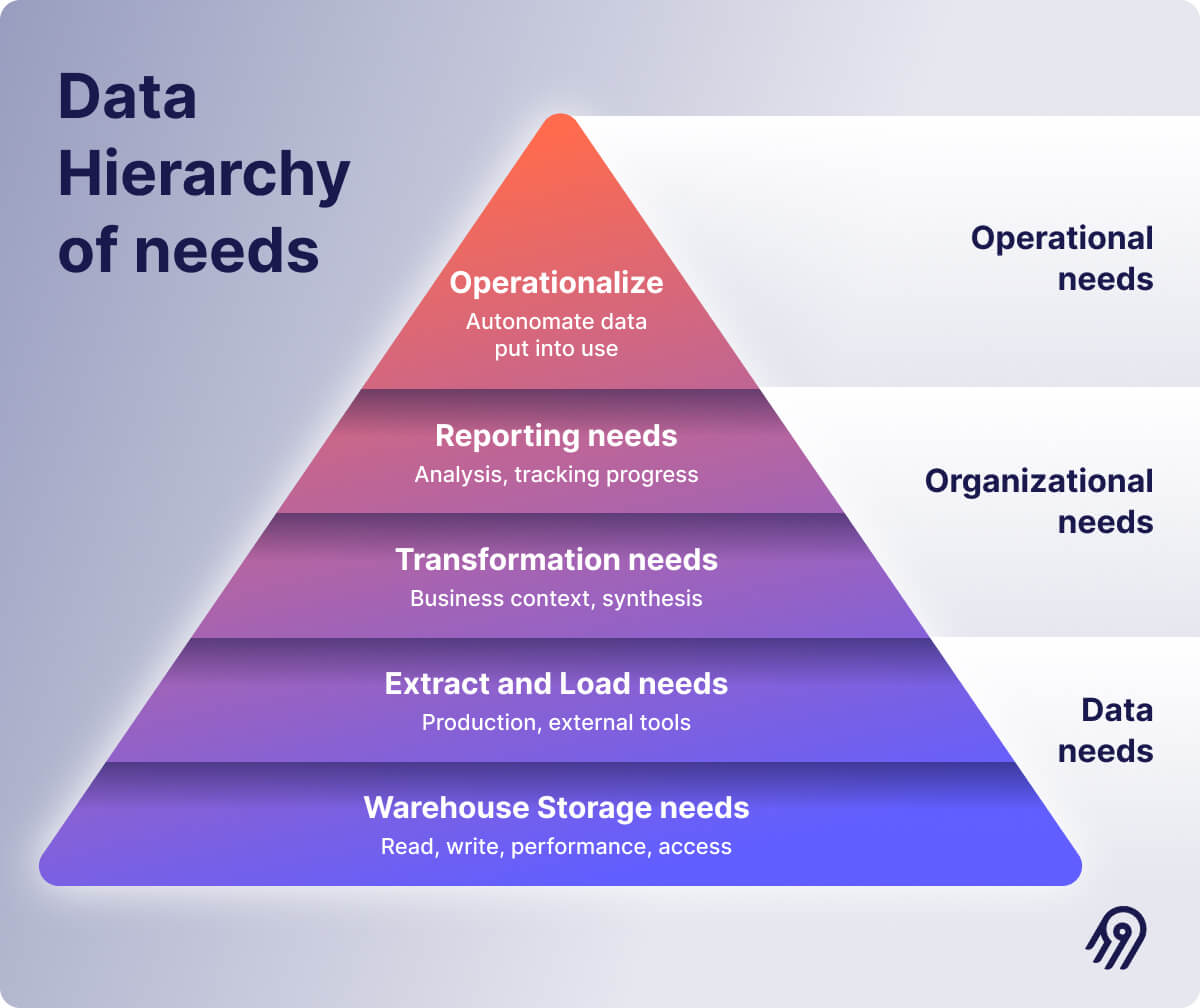 Data
Hierarchy
of needs
Operationalize
Autonomate data
put into use
Operational
needs
Reporting needs
Analysis, tracking progress
Organizational
needs
Transformation needs
Business context, synthesis
Extract and Load needs
Production, external tools
Data
needs
Warehouse Storage needs
Read, write, performance, access